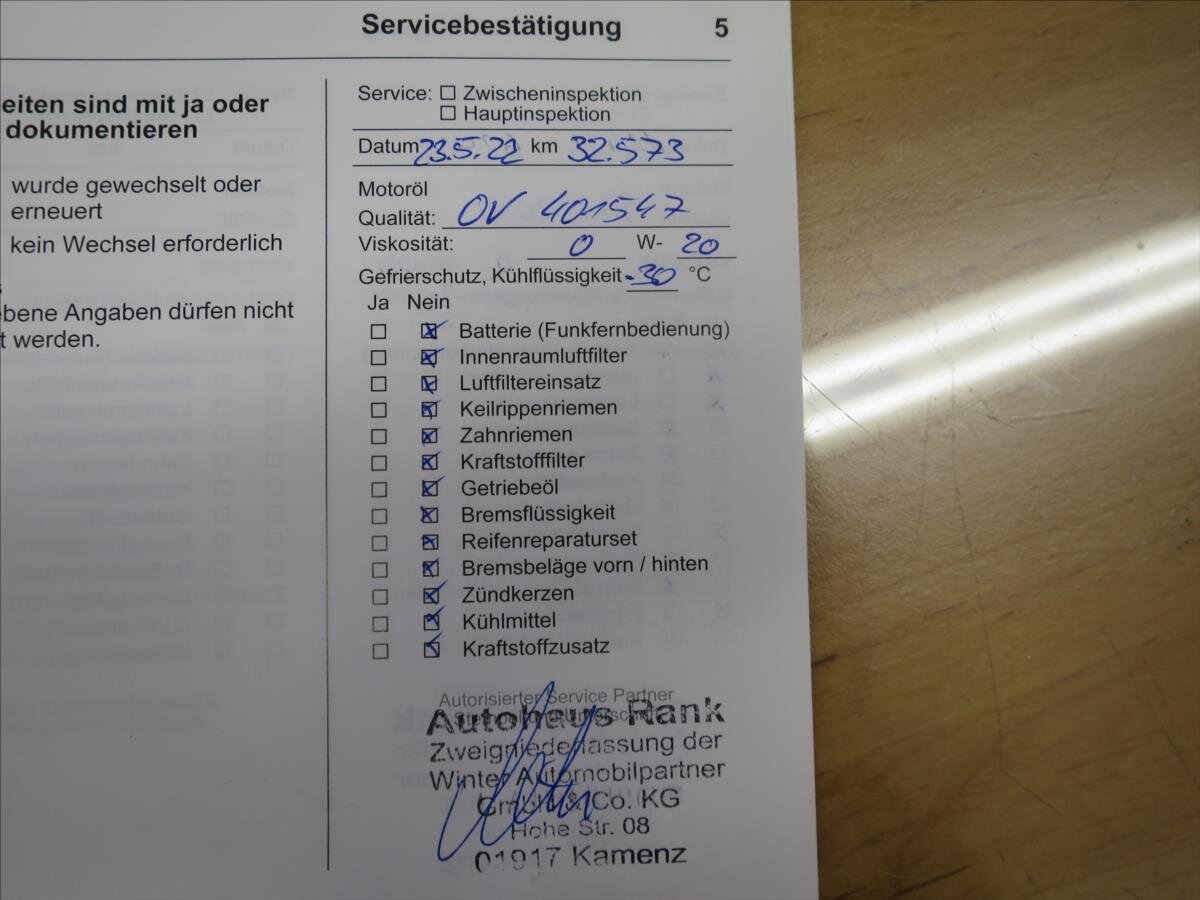 Servicebestätigung 5
eiten sind mit ja oder
dokumentieren
wurde gewechselt oder
erneuert
kein Wechsel erforderlich
ebene Angaben dürfen nicht
t werden.
Service: Zwischeninspektion
Hauptinspektion
Datum 23.5.22 km 32.573
Motoröl
Qualität: OV 401547
Viskosität: 0 W- 20
Gefrierschutz, Kühlflüssigkeit -30 °C
Ja Nein
Batterie (Funkfernbedienung)
Innenraumluftfilter
Luftfiltereinsatz
Keilrippenriemen
Zahnriemen
Kraftstofffilter
Getriebeöl
Bremsflüssigkeit
Reifenreparaturset
Bremsbeläge vorn / hinten
Zündkerzen
Kühlmittel
Kraftstoffzusatz
Autorisierter Service Partner
Autohaus Rank
Zweigniederlassung der
Winter Automobilpartner
GmbH & Co. KG
Hohe Str. 08
01917 Kamenz